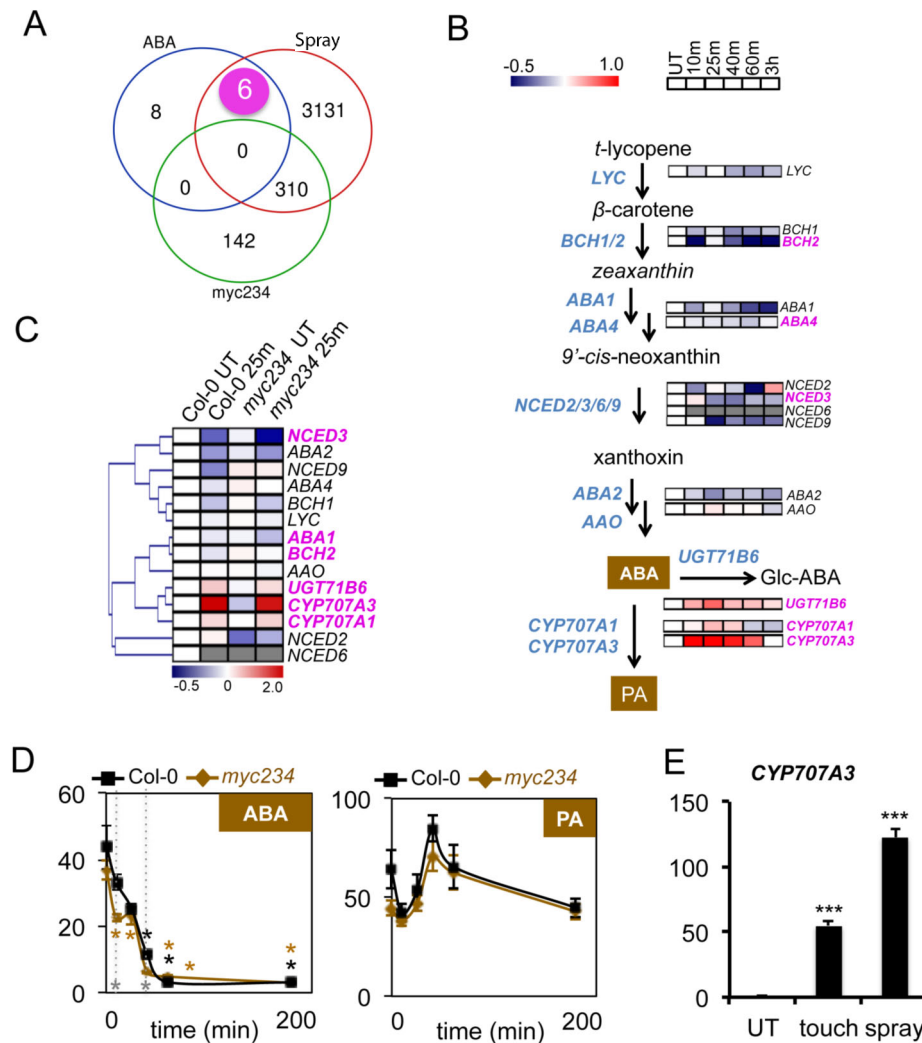 A
ABA
Spray
6
8
3131
0
0
310
142
myc234
B
-0.5 1.0
UT 10m 25m 40m 60m 3h
t-lycopene
LYC
LYC
β-carotene
BCH1/2
BCH1
BCH2
zeaxanthin
ABA1
ABA4
ABA1
ABA4
9'-cis-neoxanthin
NCED2/3/6/9
NCED2
NCED3
NCED6
NCED9
xanthoxin
ABA2
AAO
ABA2
AAO
ABA
UGT71B6
Glc-ABA
UGT71B6
CYP707A1
CYP707A3
CYP707A1
CYP707A3
PA
C
Col-0 UT
Col-0 25m
myc234 UT
myc234 25m
NCED3
ABA2
NCED9
ABA4
BCH1
LYC
ABA1
BCH2
AAO
UGT71B6
CYP707A3
CYP707A1
NCED2
NCED6
-0.5 0 2.0
D
Col-0 myc234
ABA
60
40
20
0
* * * * * * * *
* *
0 200
time (min)
Col-0 myc234
PA
100
50
0
0 200
time (min)
E
CYP707A3
150
100
50
0
***
***
UT touch spray